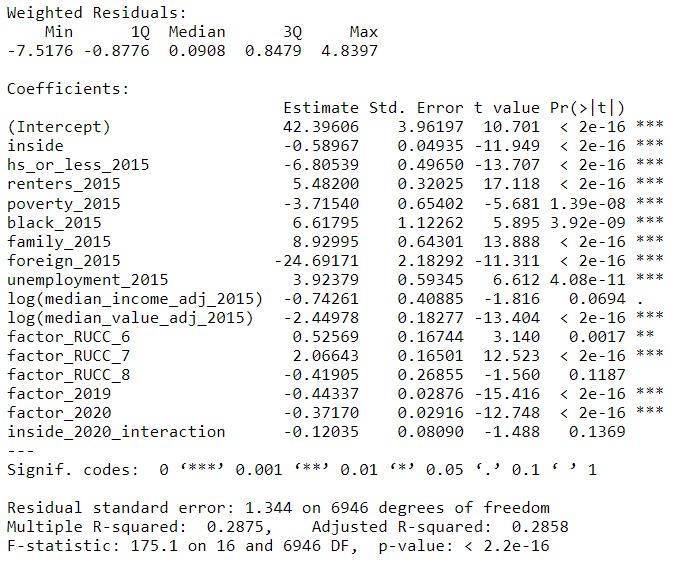 Weighted Residuals:
    Min      1Q  Median      3Q     Max
-7.5176 -0.8776  0.0908  0.8479  4.8397

Coefficients:
                             Estimate Std. Error t value Pr(>|t|)
(Intercept)                  42.39606    3.96197  10.701  < 2e-16 ***
inside                       -0.58967    0.04935 -11.949  < 2e-16 ***
hs_or_less_2015              -6.80539    0.49650 -13.707  < 2e-16 ***
renters_2015                  5.48200    0.32025  17.118  < 2e-16 ***
poverty_2015                 -3.71540    0.65402  -5.681 1.39e-08 ***
black_2015                    6.61795    1.12262   5.895 3.92e-09 ***
family_2015                   8.92995    0.64301  13.888  < 2e-16 ***
foreign_2015                -24.69171    2.18292 -11.311  < 2e-16 ***
unemployment_2015             3.92379    0.59345   6.612 4.08e-11 ***
log(median_income_adj_2015)  -0.74261    0.40885  -1.816   0.0694 .
log(median_value_adj_2015)   -2.44978    0.18277 -13.404  < 2e-16 ***
factor_RUCC_6                 0.52569    0.16744   3.140   0.0017 **
factor_RUCC_7                 2.06643    0.16501  12.523  < 2e-16 ***
factor_RUCC_8                -0.41905    0.26855  -1.560   0.1187
factor_2019                  -0.44337    0.02876 -15.416  < 2e-16 ***
factor_2020                  -0.37170    0.02916 -12.748  < 2e-16 ***
inside_2020_interaction      -0.12035    0.08090  -1.488   0.1369
---
Signif. codes:  0 ‘***’ 0.001 ‘**’ 0.01 ‘*’ 0.05 ‘.’ 0.1 ‘ ’ 1

Residual standard error: 1.344 on 6946 degrees of freedom
Multiple R-squared:  0.2875,    Adjusted R-squared:  0.2858
F-statistic: 175.1 on 16 and 6946 DF,  p-value: < 2.2e-16